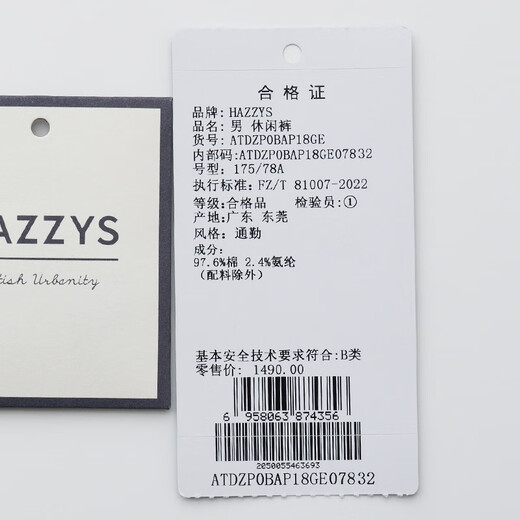 AZZYS
tish Urbanity
合格证
品牌: HAZZYS
品名: 男 休闲裤
货号: ATDZP0BAP18GE
内部码: ATDZP0BAP18GE07832
号型: 175/78A
执行标准: FZ/T 81007-2022
等级: 合格品 检验员: ①
产地: 广东 东莞
风格: 通勤
成分:
97.6%棉 2.4%氨纶
(配料除外)
基本安全技术要求符合:B类
零售价: 1490.00
6 958063 874356
2050055463693
ATDZP0BAP18GE07832